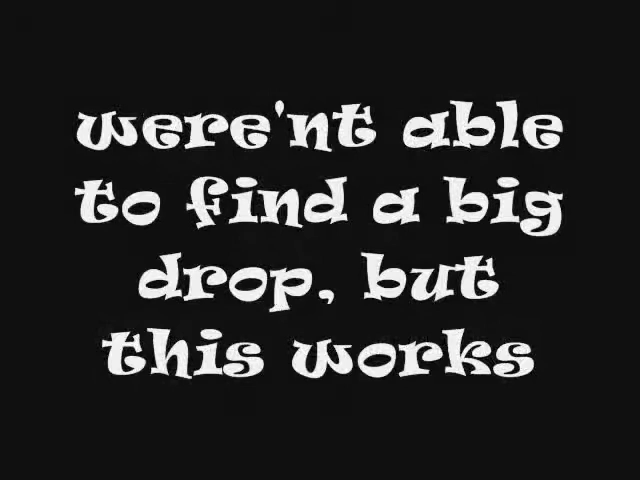 were'nt able
to find a big
drop, but
this works